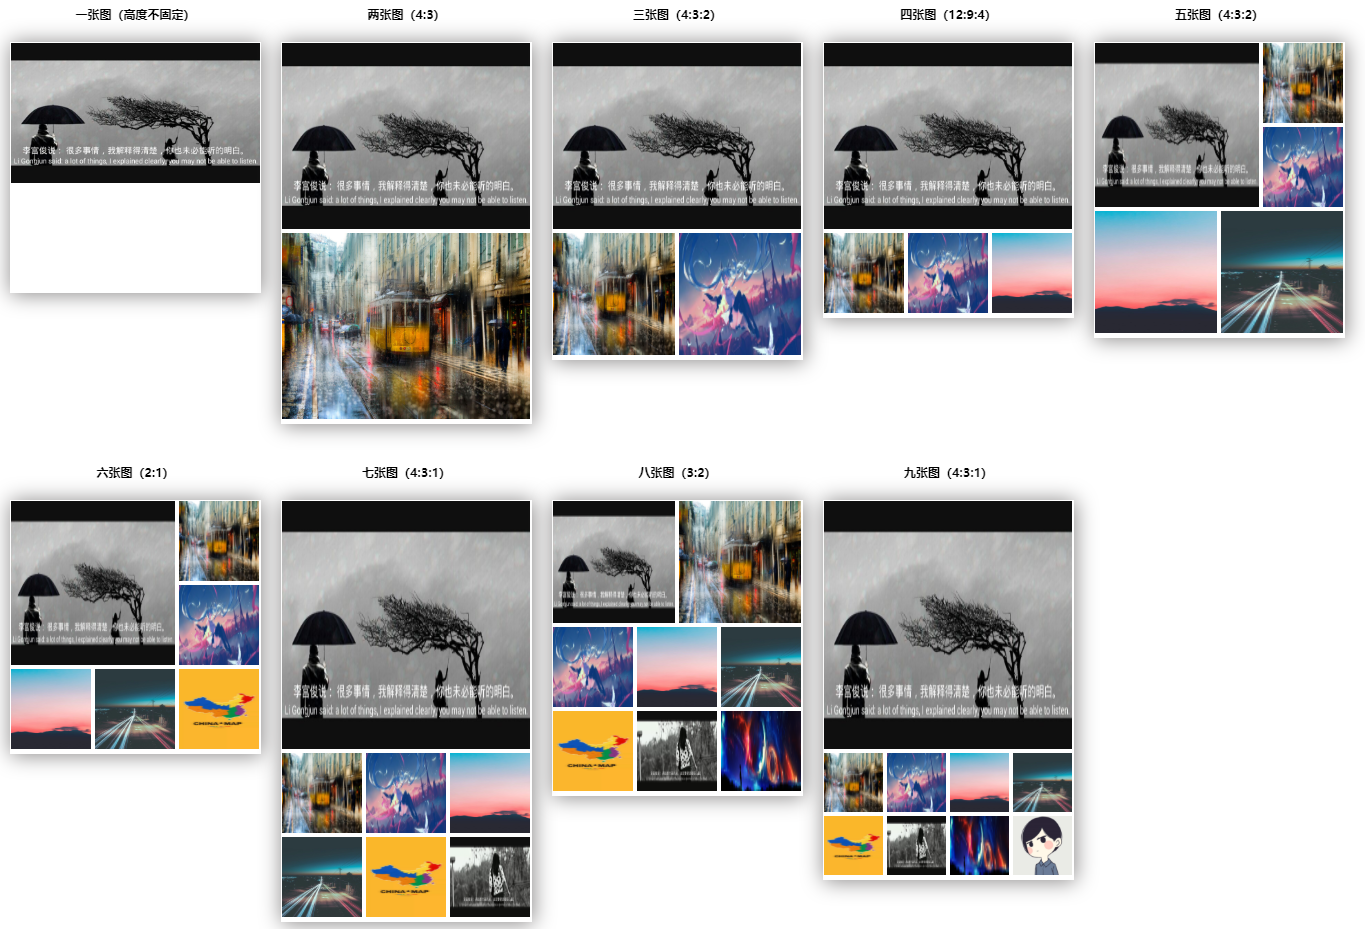 一张图（高度不固定）
两张图（4:3）
三张图（4:3:2）
四张图（12:9:4）
五张图（4:3:2）
李富俊说： 很多事情，我解释得清楚，你也未必能听的明白。
Li Gongjun said: a lot of things, I explained clearly, you may not be able to listen.
李富俊说： 很多事情，我解释得清楚，你也未必能听的明白。
Li Gongjun said: a lot of things, I explained clearly, you may not be able to listen.
李富俊说： 很多事情，我解释得清楚，你也未必能听的明白。
Li Gongjun said: a lot of things, I explained clearly, you may not be able to listen.
李富俊说： 很多事情，我解释得清楚，你也未必能听的明白。
Li Gongjun said: a lot of things, I explained clearly, you may not be able to listen.
李富俊说： 很多事情，我解释得清楚，你也未必能听的明白。
Li Gongjun said: a lot of things, I explained clearly, you may not be able to listen.
六张图（2:1）
七张图（4:3:1）
八张图（3:2）
九张图（4:3:1）
李富俊说： 很多事情，我解释得清楚，你也未必能听的明白。
Li Gongjun said: a lot of things, I explained clearly, you may not be able to listen.
CHINA-MAP
李富俊说： 很多事情，我解释得清楚，你也未必能听的明白。
Li Gongjun said: a lot of things, I explained clearly, you may not be able to listen.
CHINA-MAP
李富俊说： 很多事情，我解释得清楚，你也未必能听的明白。
Li Gongjun said: a lot of things, I explained clearly, you may not be able to listen.
CHINA-MAP
李富俊说： 很多事情，我解释得清楚，你也未必能听的明白。
Li Gongjun said: a lot of things, I explained clearly, you may not be able to listen.
CHINA-MAP